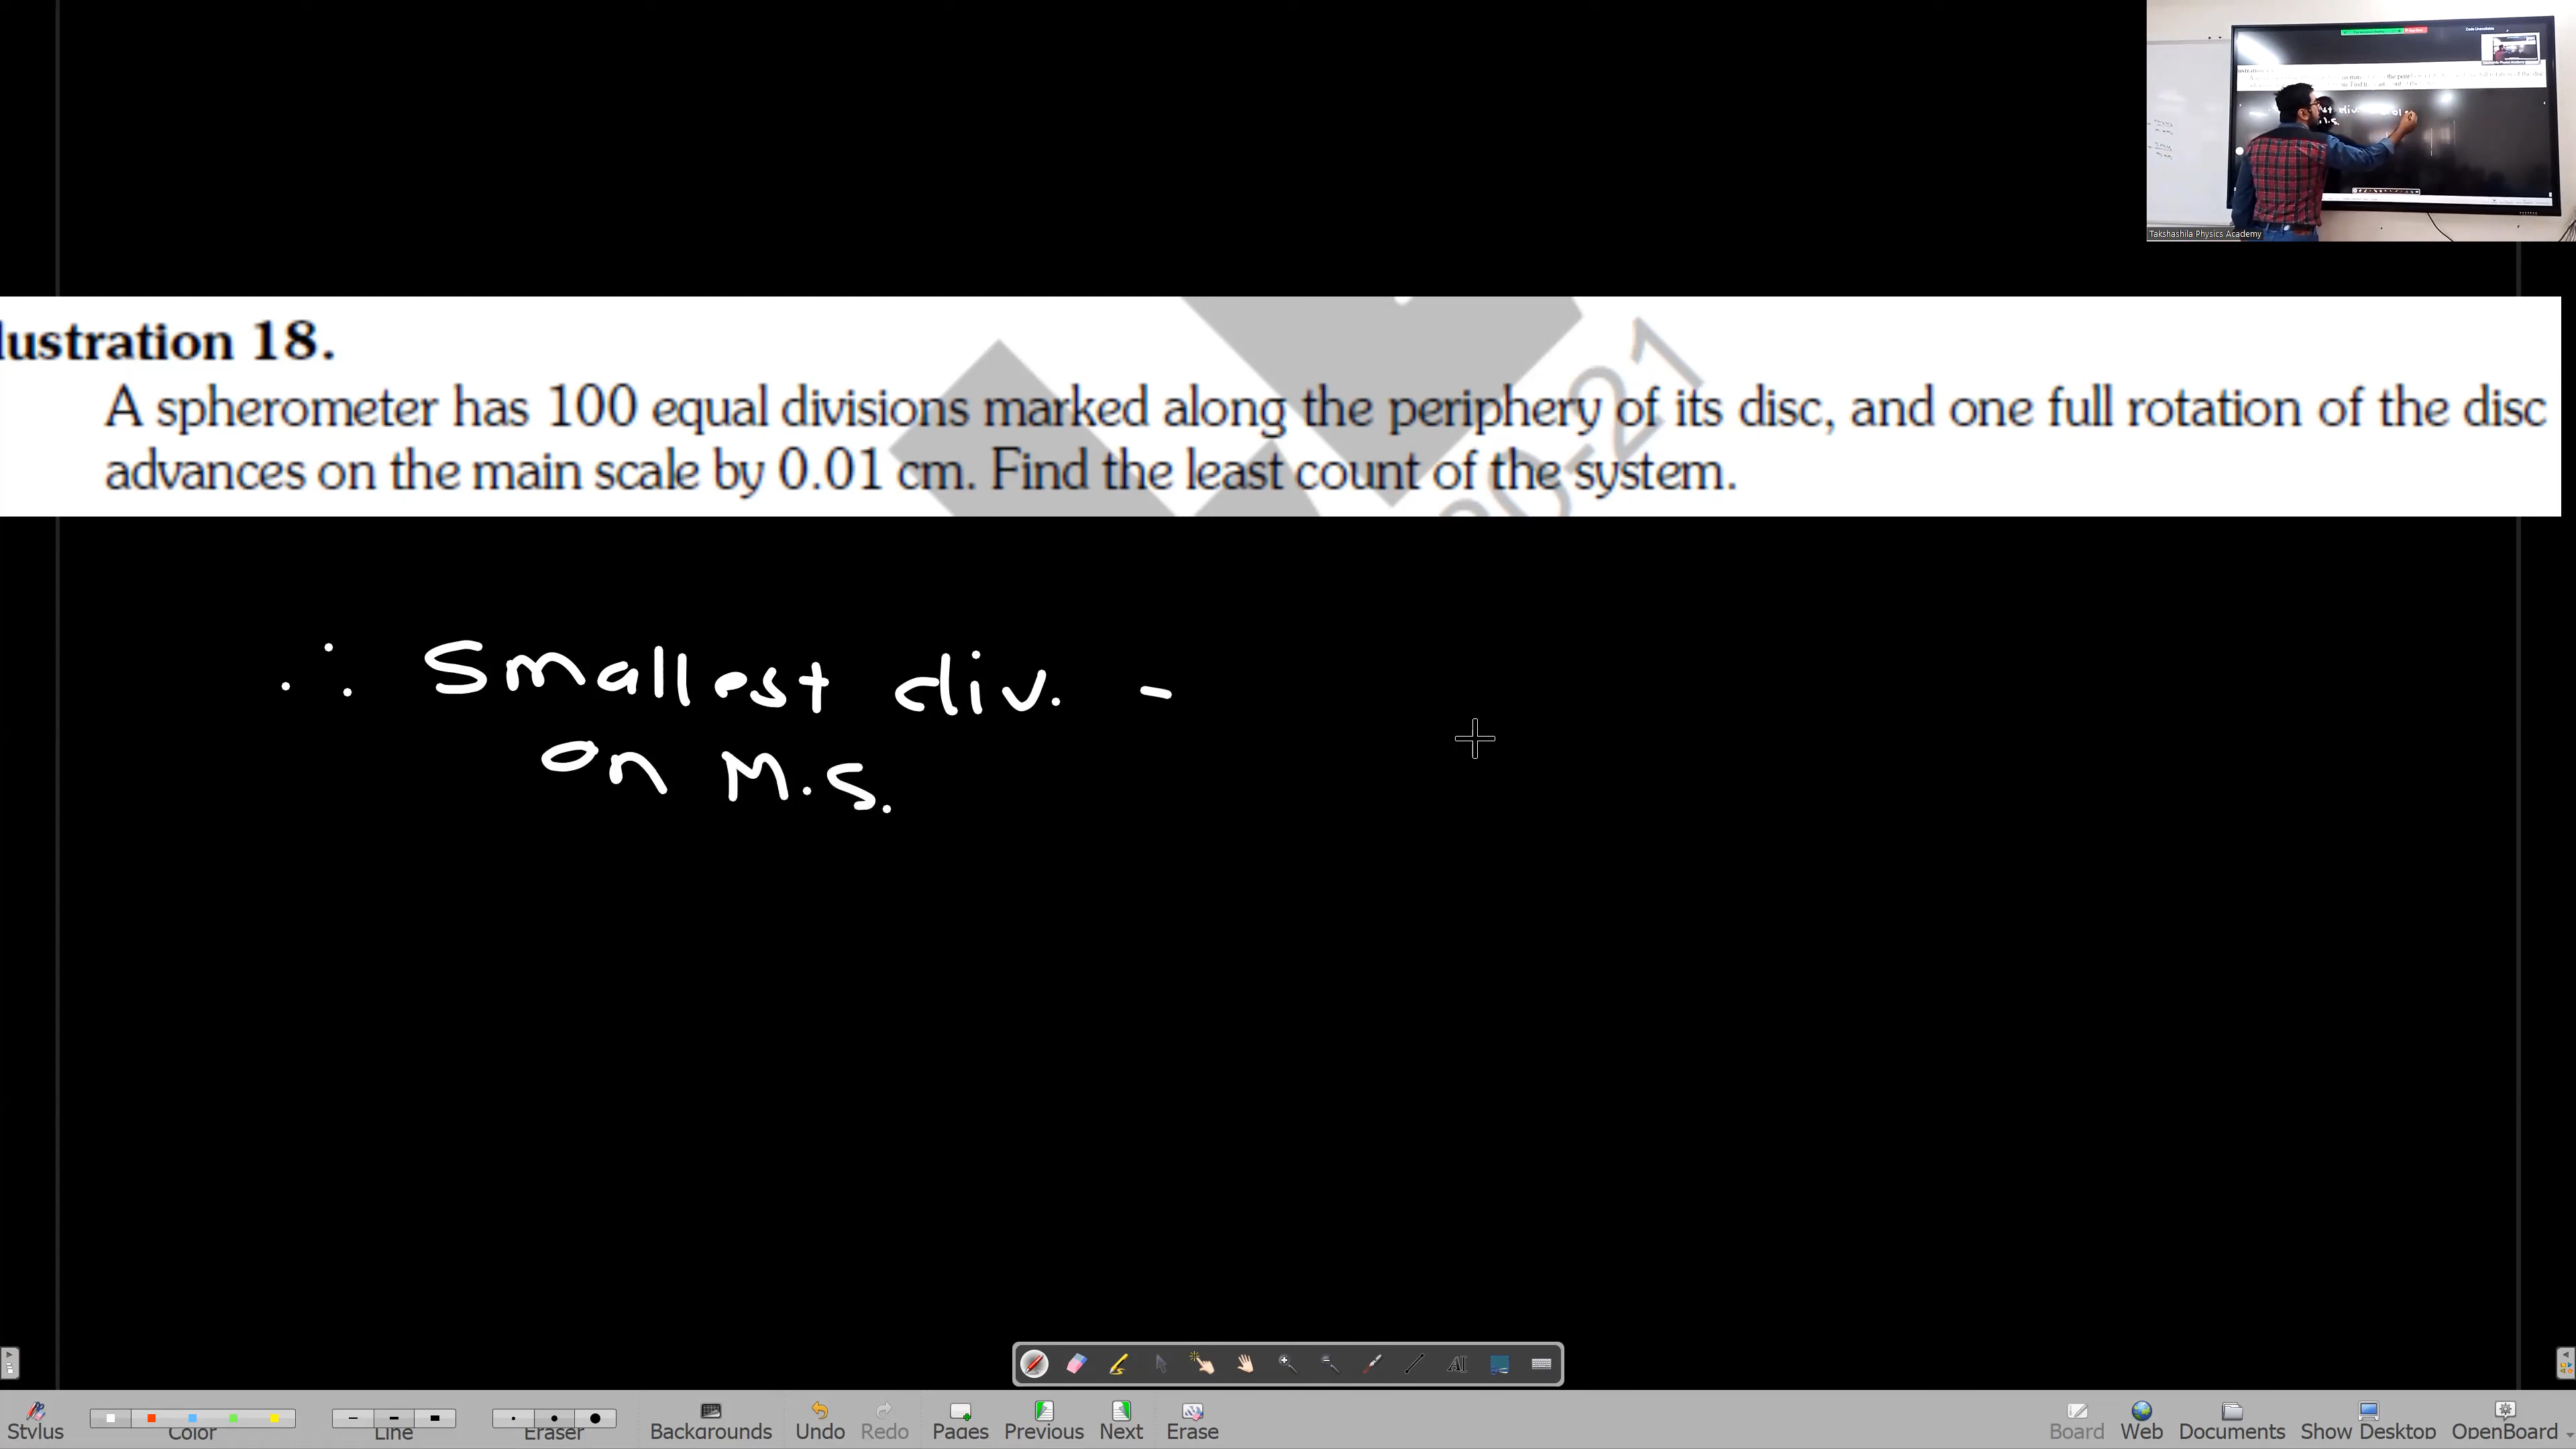 Takshashila Physics Academy
lustration 18.
A spherometer has 100 equal divisions marked along the periphery of its disc, and one full rotation of the disc
advances on the main scale by 0.01 cm. Find the least count of the system.
20-21
∴ Smallest div. -
on M.S.
Stylus Color Line Eraser Backgrounds Undo Redo Pages Previous Next Erase Board Web Documents Show Desktop OpenBoard